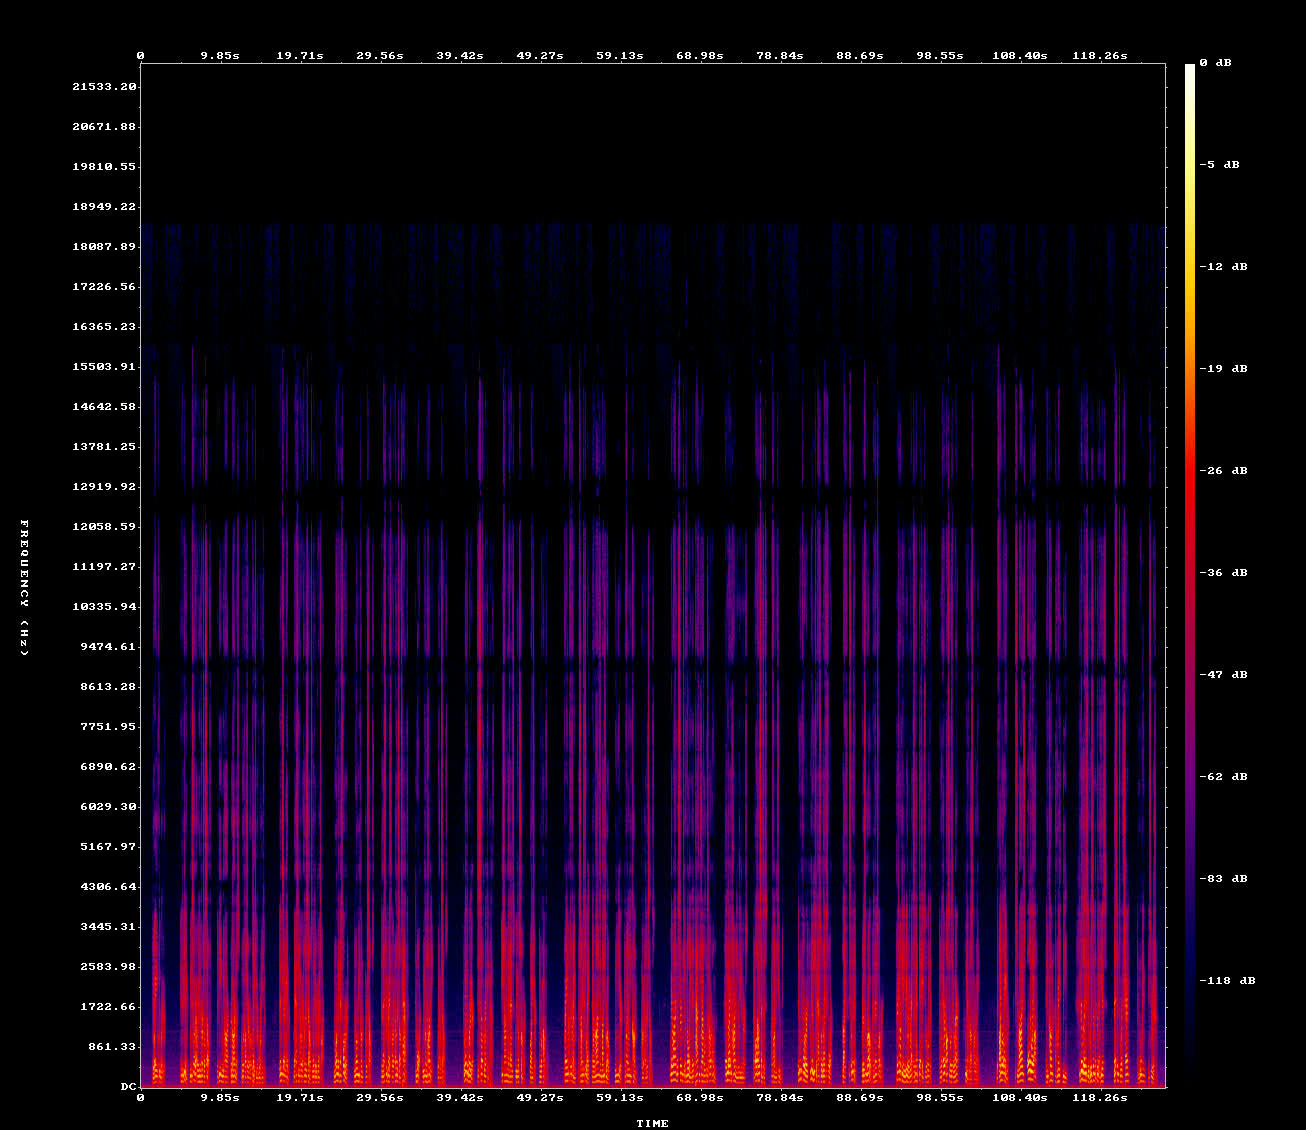 0 9.85s 19.71s 29.56s 39.42s 49.27s 59.13s 68.98s 78.84s 88.69s 98.55s 108.40s 118.26s
0 dB
21533.20
20671.88
-5 dB
19810.55
18949.22
18087.89
-12 dB
17226.56
16365.23
15503.91
-19 dB
14642.58
13781.25
-26 dB
12919.92
12058.59
11197.27
-36 dB
10335.94
9474.61
FREQUENCY (Hz)
8613.28
-47 dB
7751.95
6890.62
-62 dB
6029.30
5167.97
-83 dB
4306.64
3445.31
2583.98
-118 dB
1722.66
861.33
DC
0 9.85s 19.71s 29.56s 39.42s 49.27s 59.13s 68.98s 78.84s 88.69s 98.55s 108.40s 118.26s
TIME